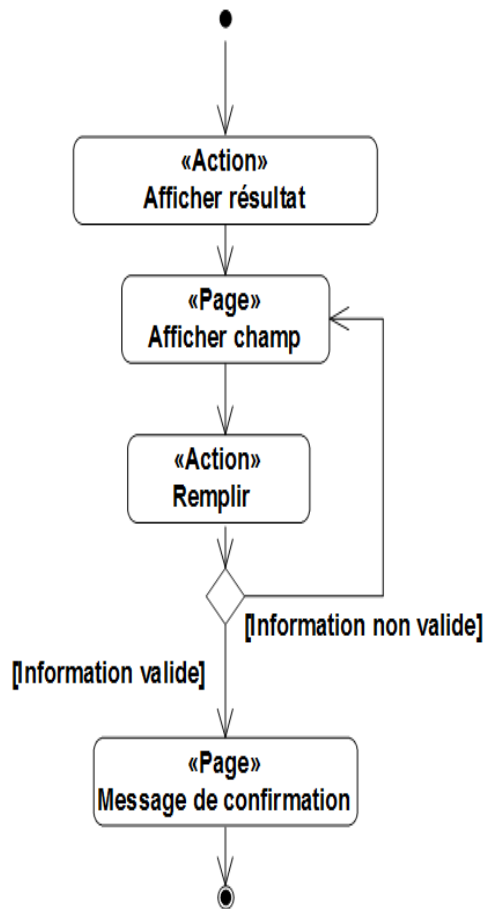 «Action»
Afficher résultat
«Page»
Afficher champ
«Action»
Remplir
[Information non valide]
[Information valide]
«Page»
Message de confirmation